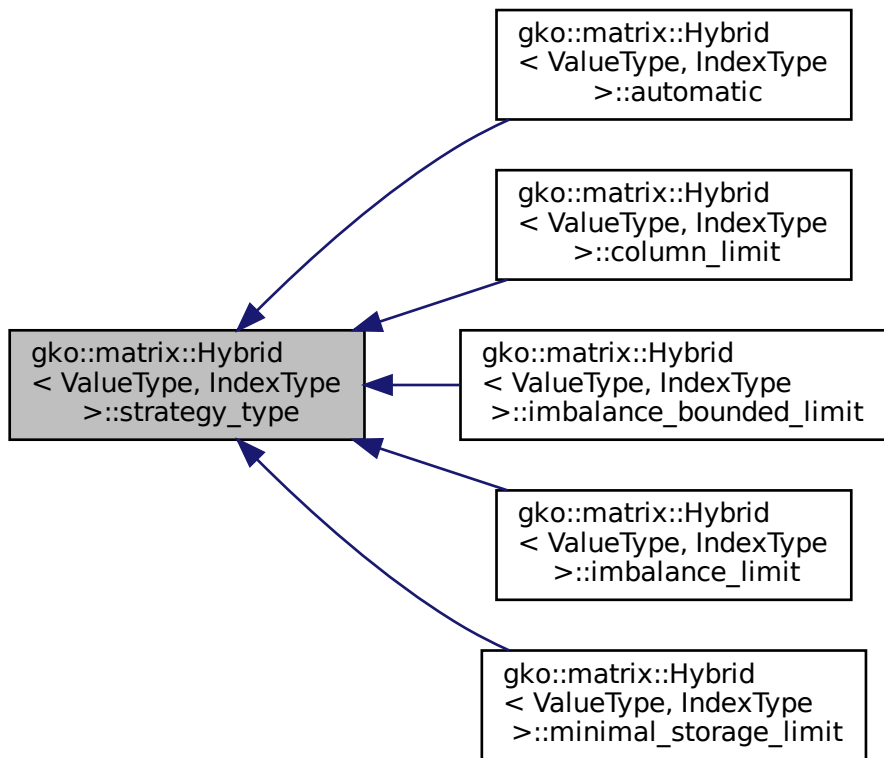 gko::matrix::Hybrid
< ValueType, IndexType
>::automatic
gko::matrix::Hybrid
< ValueType, IndexType
>::column_limit
gko::matrix::Hybrid
< ValueType, IndexType
>::strategy_type
gko::matrix::Hybrid
< ValueType, IndexType
>::imbalance_bounded_limit
gko::matrix::Hybrid
< ValueType, IndexType
>::imbalance_limit
gko::matrix::Hybrid
< ValueType, IndexType
>::minimal_storage_limit